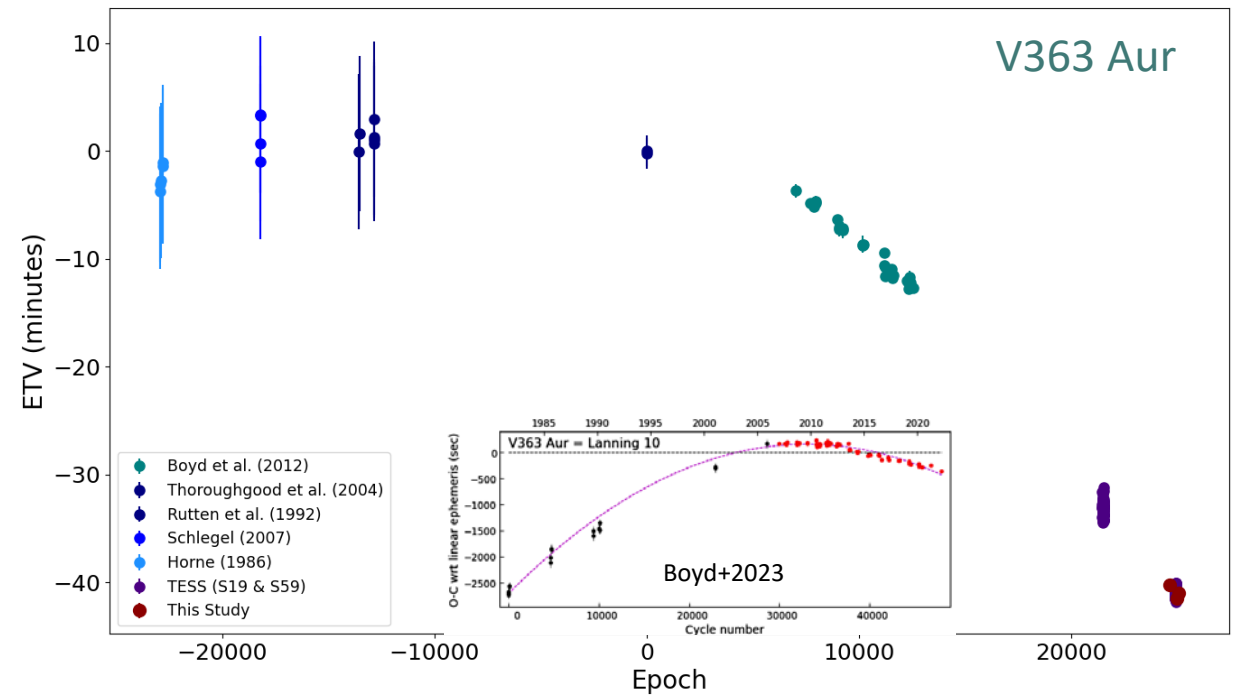 V363 Aur
ETV (minutes)
10
0
−10
−20
−30
−40
−20000
−10000
0
10000
20000
Epoch
Boyd et al. (2012)
Thoroughgood et al. (2004)
Rutten et al. (1992)
Schlegel (2007)
Horne (1986)
TESS (S19 & S59)
This Study
1985 1990 1995 2000 2005 2010 2015 2020
V363 Aur = Lanning 10
O-C wrt linear ephemeris (sec)
0
−500
−1000
−1500
−2000
−2500
Boyd+2023
0 10000 20000 30000 40000
Cycle number